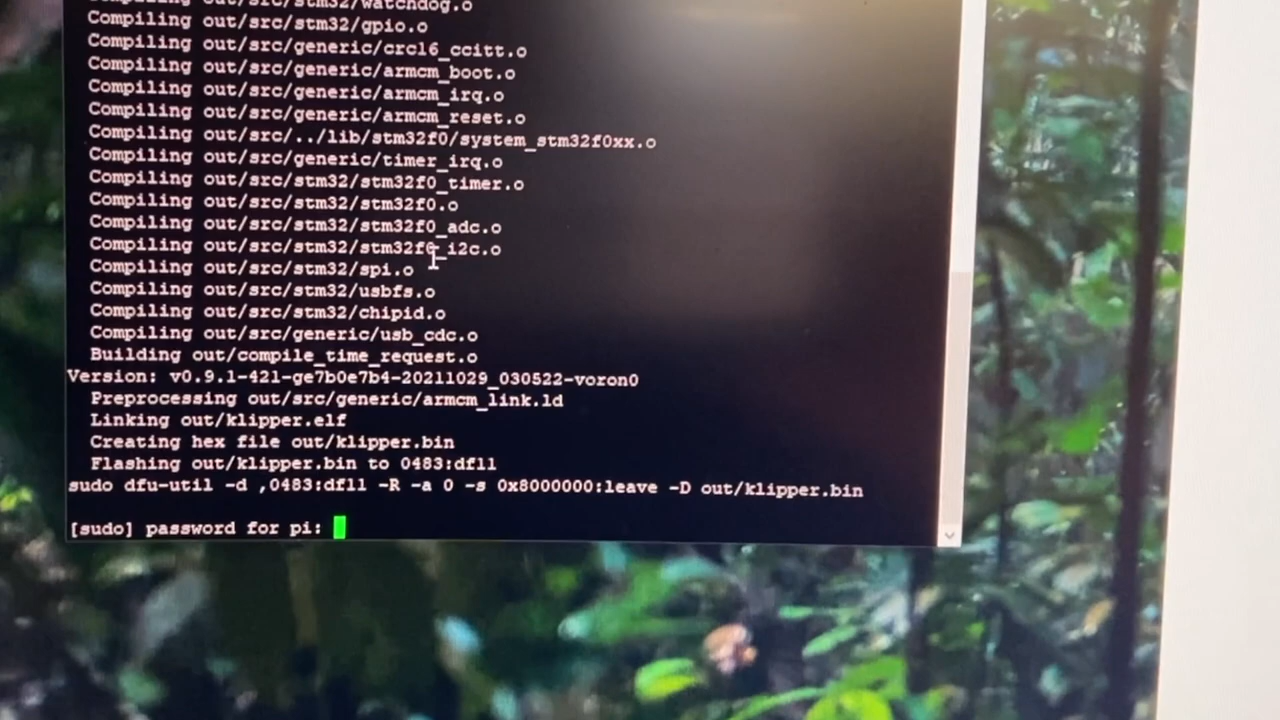 Compiling out/src/stm32/watchdog.o
Compiling out/src/stm32/gpio.o
Compiling out/src/generic/crc16_ccitt.o
Compiling out/src/generic/armcm_boot.o
Compiling out/src/generic/armcm_irq.o
Compiling out/src/generic/armcm_reset.o
Compiling out/src/../lib/stm32f0/system_stm32f0xx.o
Compiling out/src/generic/timer_irq.o
Compiling out/src/stm32/stm32f0_timer.o
Compiling out/src/stm32/stm32f0.o
Compiling out/src/stm32/stm32f0_adc.o
Compiling out/src/stm32/stm32f0_i2c.o
Compiling out/src/stm32/spi.o
Compiling out/src/stm32/usbfs.o
Compiling out/src/stm32/chipid.o
Compiling out/src/generic/usb_cdc.o
Building out/compile_time_request.o
Version: v0.9.1-421-ge7b0e7b4-20211029_030522-voron0
Preprocessing out/src/generic/armcm_link.ld
Linking out/klipper.elf
Creating hex file out/klipper.bin
Flashing out/klipper.bin to 0483:df11
sudo dfu-util -d ,0483:df11 -R -a 0 -s 0x8000000:leave -D out/klipper.bin
[sudo] password for pi: